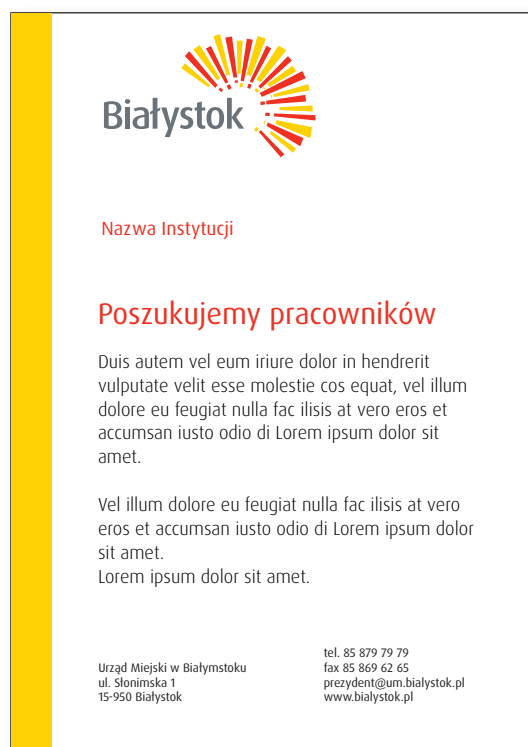 Białystok
Nazwa Instytucji
Poszukujemy pracowników
Duis autem vel eum iriure dolor in hendrerit
vulputate velit esse molestie cos equat, vel illum
dolore eu feugiat nulla fac ilisis at vero eros et
accumsan iusto odio di Lorem ipsum dolor sit
amet.
Vel illum dolore eu feugiat nulla fac ilisis at vero
eros et accumsan iusto odio di Lorem ipsum dolor
sit amet.
Lorem ipsum dolor sit amet.
Urząd Miejski w Białymstoku
ul. Słonimska 1
15-950 Białystok
tel. 85 879 79 79
fax 85 869 62 65
prezydent@um.bialystok.pl
www.bialystok.pl